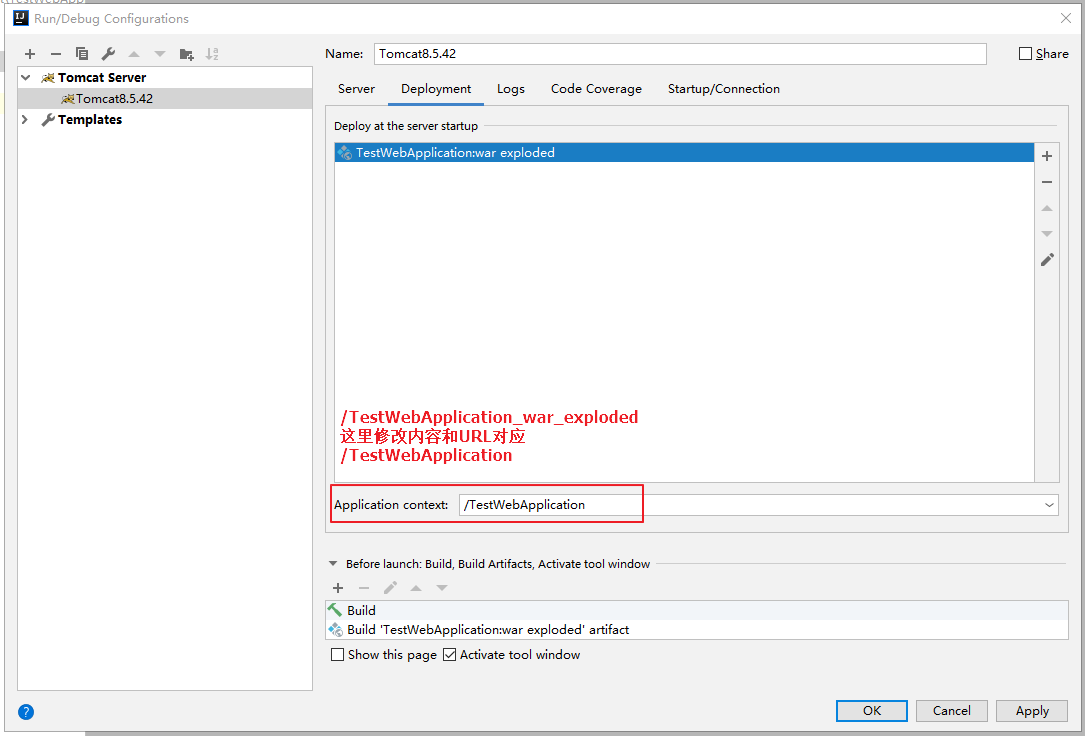 Run/Debug Configurations
Name: Tomcat8.5.42 Share
Tomcat Server
Tomcat8.5.42
Templates
Server Deployment Logs Code Coverage Startup/Connection
Deploy at the server startup
TestWebApplication:war exploded
/TestWebApplication_war_exploded
这里修改内容和URL对应
/TestWebApplication
Application context: /TestWebApplication
Before launch: Build, Build Artifacts, Activate tool window
Build
Build 'TestWebApplication:war exploded' artifact
Show this page Activate tool window
OK Cancel Apply